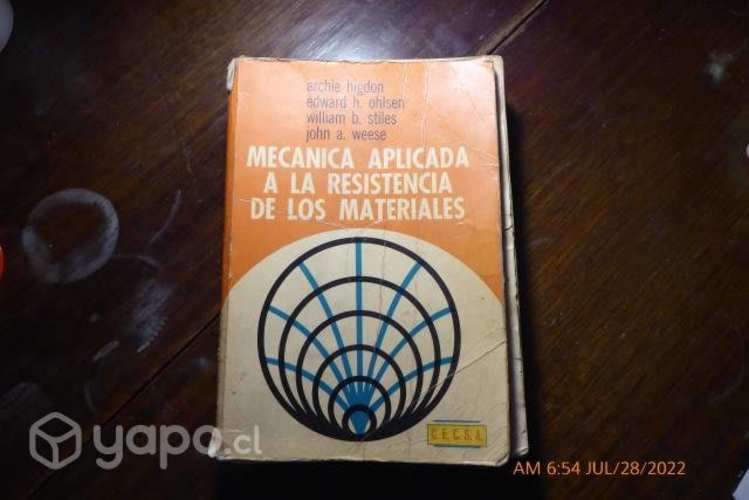 archie higdon
edward h. ohlsen
william b. stiles
john a. weese
MECANICA APLICADA
A LA RESISTENCIA
DE LOS MATERIALES
C.E.C.S.A.
yapo.cl
AM 6:54 JUL/28/2022